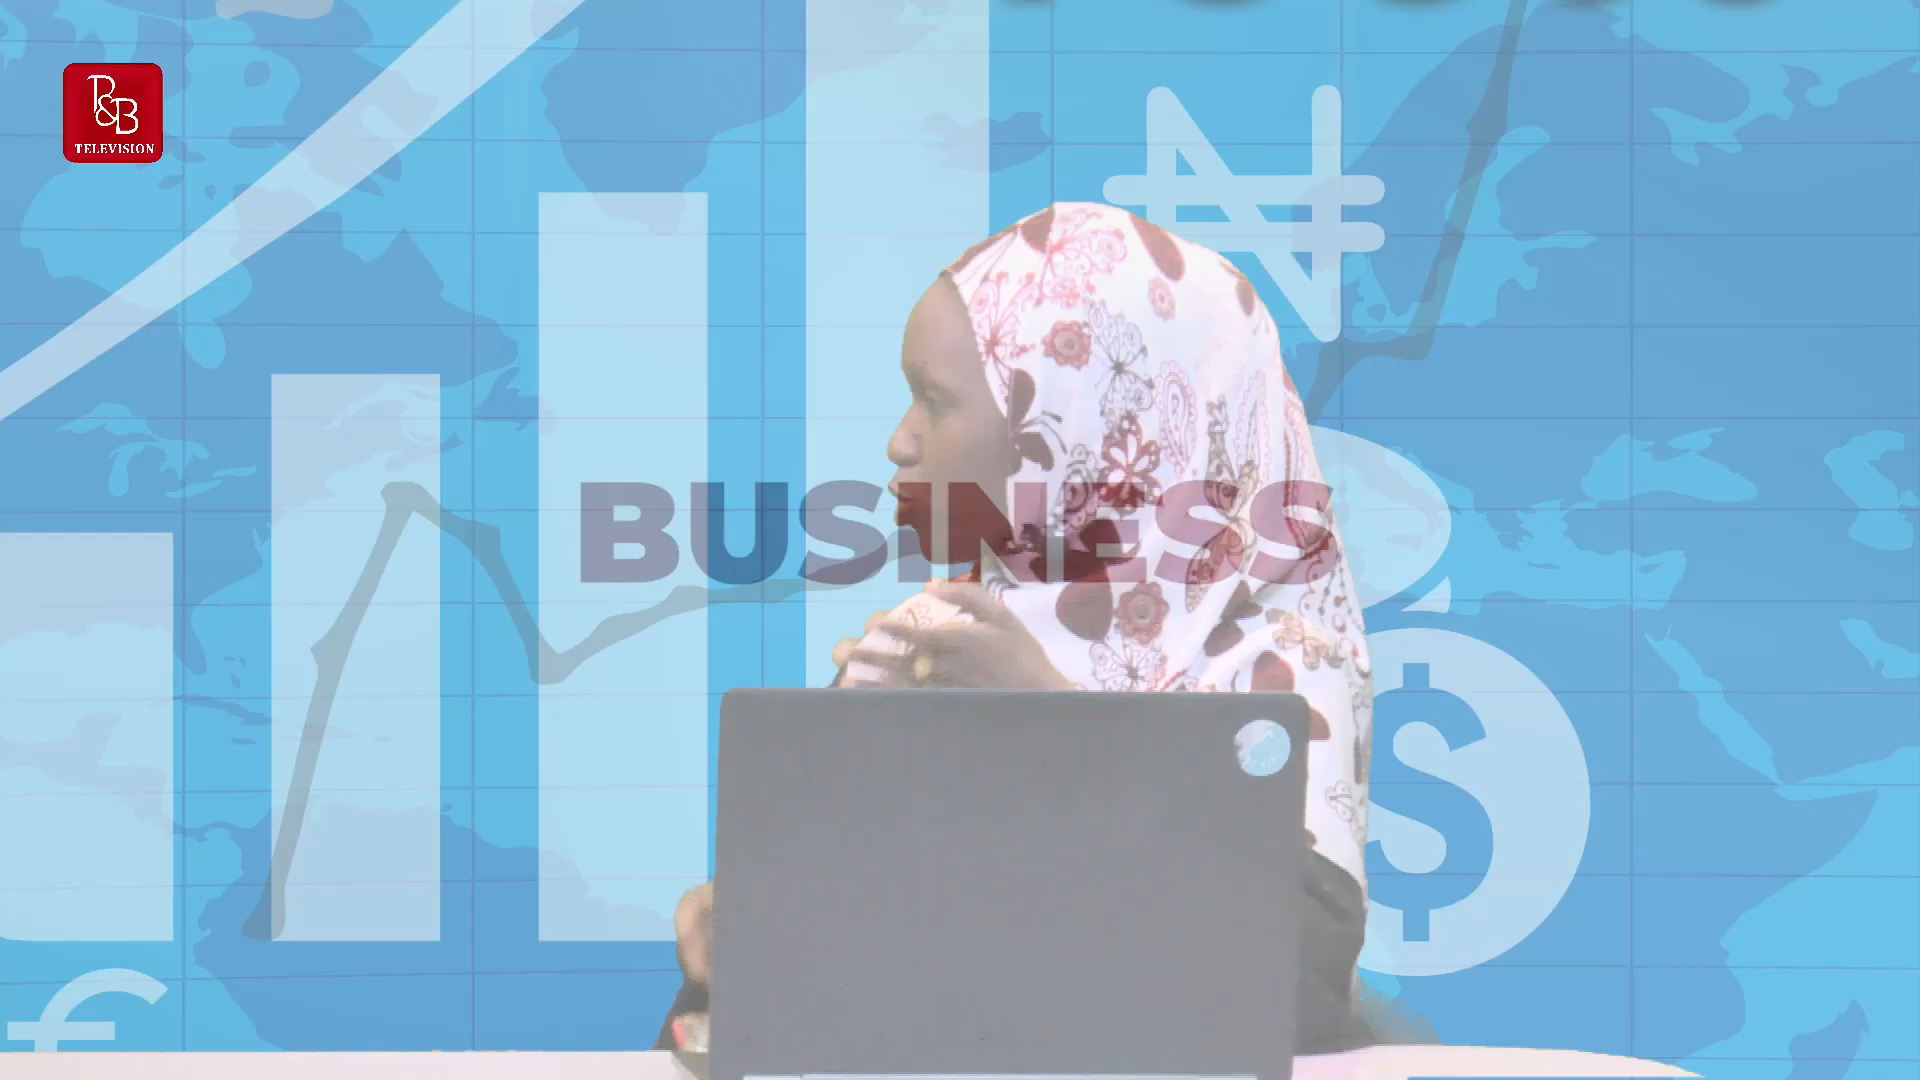 B&B
TELEVISION
₦
BUSINESS
$
€